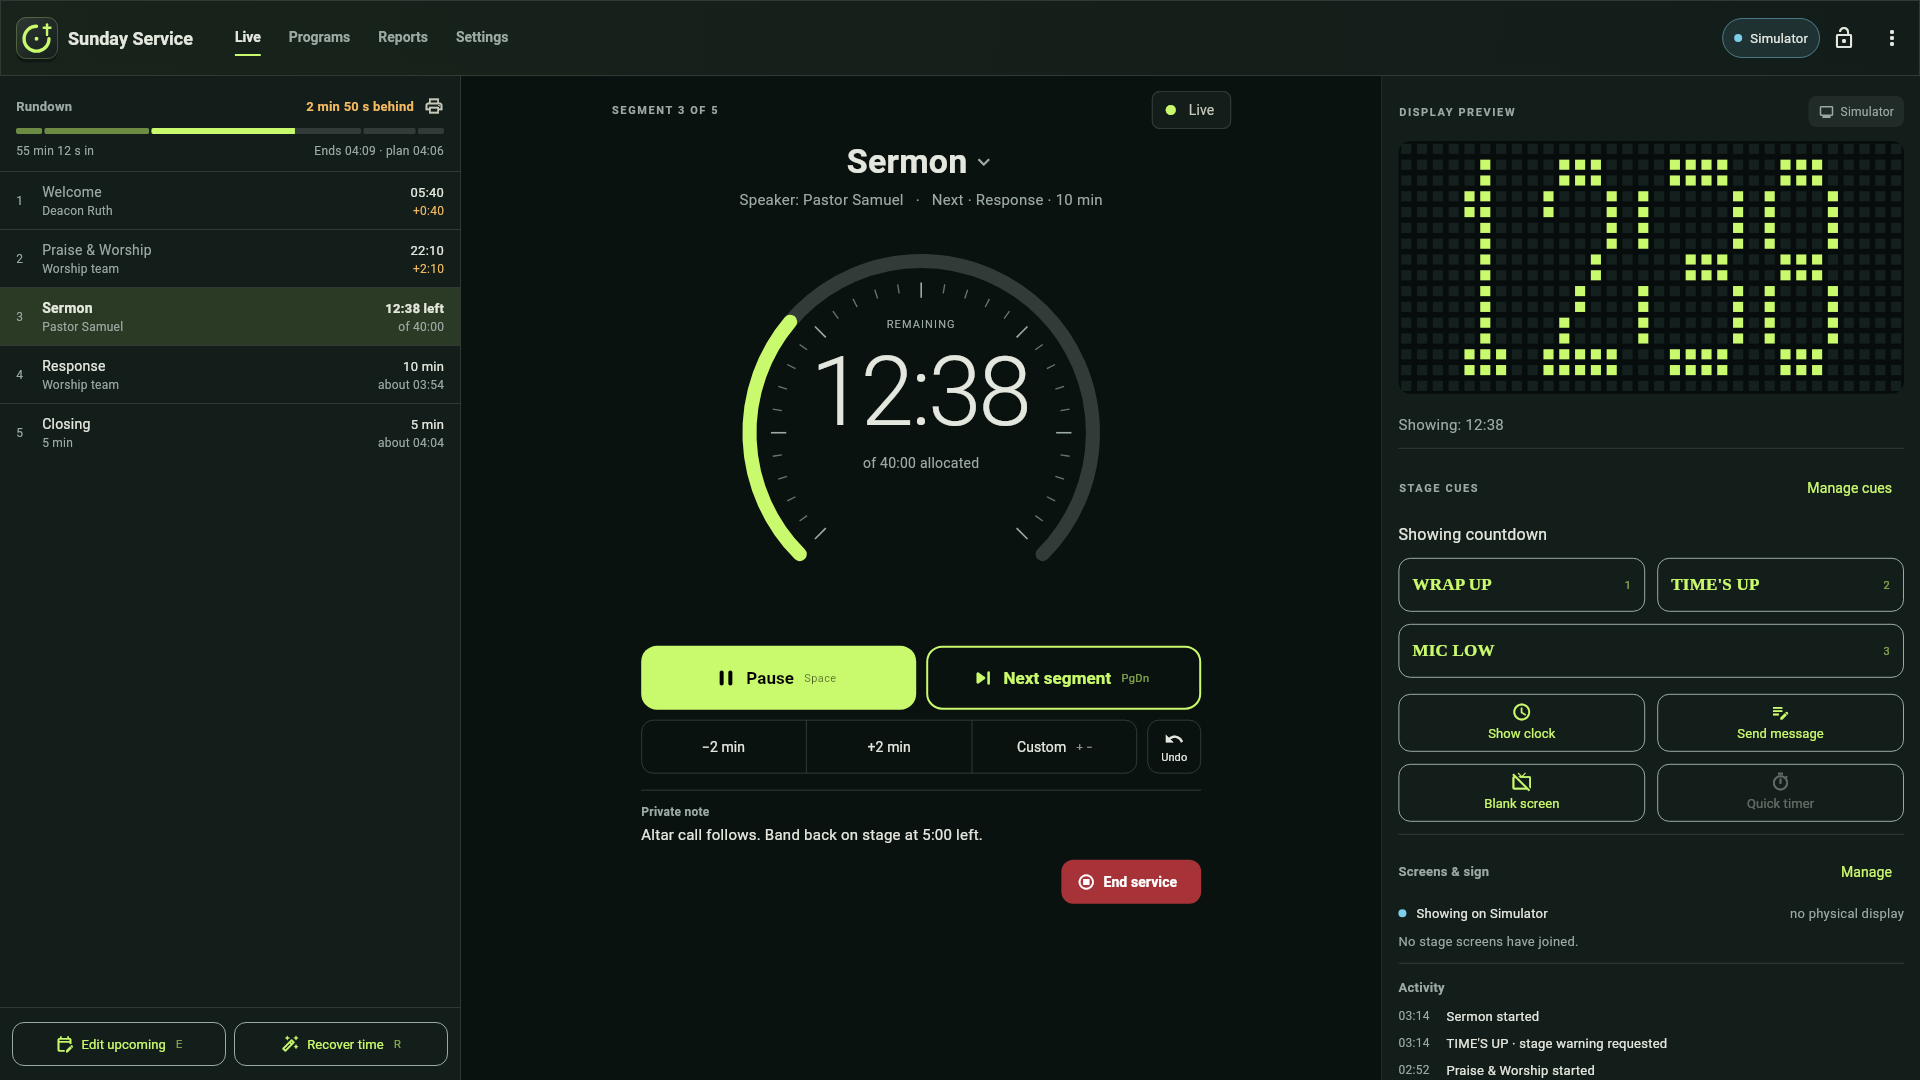 Sunday Service
Live
Programs
Reports
Settings
Simulator
Rundown
2 min 50 s behind
55 min 12 s in
Ends 04:09 · plan 04:06
1
Welcome
05:40
Deacon Ruth
+0:40
2
Praise & Worship
22:10
Worship team
+2:10
3
Sermon
12:38 left
Pastor Samuel
of 40:00
4
Response
10 min
Worship team
about 03:54
5
Closing
5 min
5 min
about 04:04
Edit upcoming E
Recover time R
SEGMENT 3 OF 5
Live
Sermon
Speaker: Pastor Samuel · Next · Response · 10 min
REMAINING
12:38
of 40:00 allocated
Pause Space
Next segment PgDn
−2 min
+2 min
Custom + −
Undo
Private note
Altar call follows. Band back on stage at 5:00 left.
End service
DISPLAY PREVIEW
Simulator
12:38
Showing: 12:38
STAGE CUES
Manage cues
Showing countdown
WRAP UP 1
TIME'S UP 2
MIC LOW 3
Show clock
Send message
Blank screen
Quick timer
Screens & sign
Manage
Showing on Simulator
no physical display
No stage screens have joined.
Activity
03:14 Sermon started
03:14 TIME'S UP · stage warning requested
02:52 Praise & Worship started